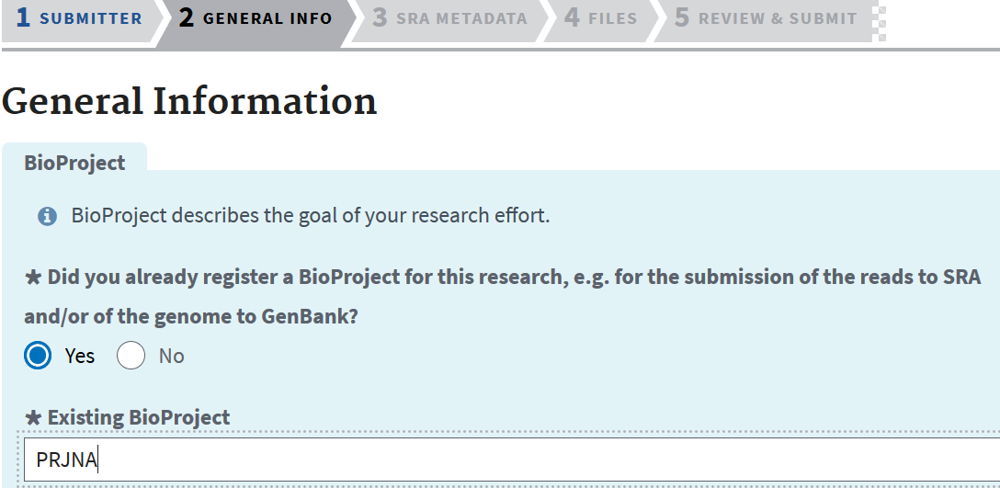 1 SUBMITTER 2 GENERAL INFO 3 SRA METADATA 4 FILES 5 REVIEW & SUBMIT
General Information
BioProject
BioProject describes the goal of your research effort.
* Did you already register a BioProject for this research, e.g. for the submission of the reads to SRA
and/or of the genome to GenBank?
Yes No
* Existing BioProject
PRJNA